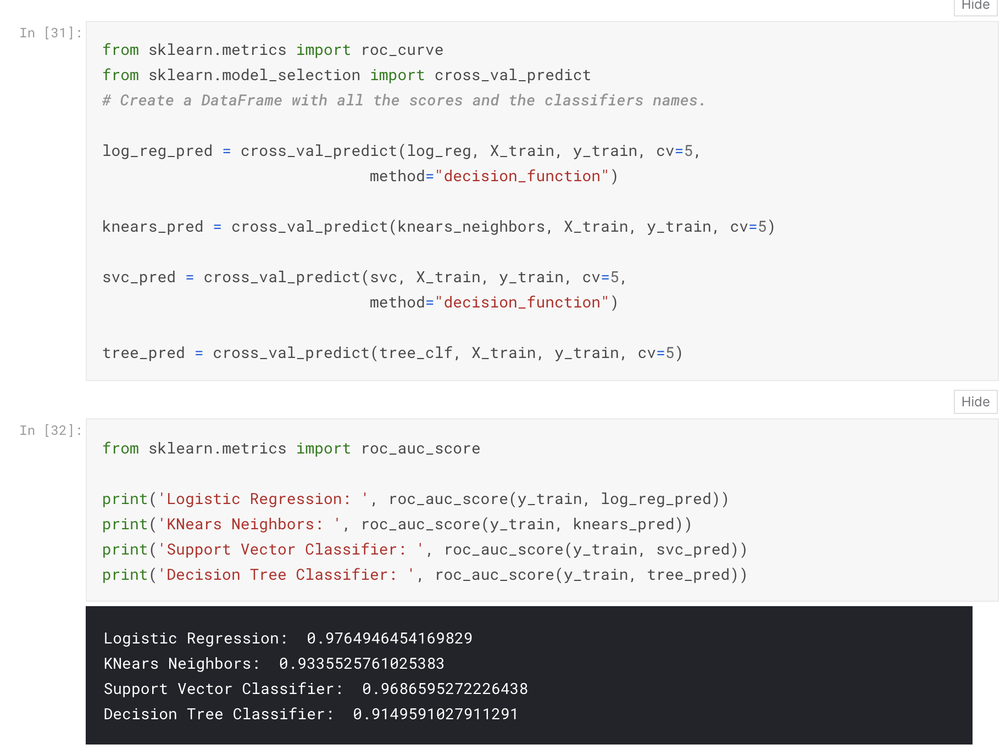 Hide
In [31]:
from sklearn.metrics import roc_curve
from sklearn.model_selection import cross_val_predict
# Create a DataFrame with all the scores and the classifiers names.
log_reg_pred = cross_val_predict(log_reg, X_train, y_train, cv=5,
                             method="decision_function")
knears_pred = cross_val_predict(knears_neighbors, X_train, y_train, cv=5)
svc_pred = cross_val_predict(svc, X_train, y_train, cv=5,
                             method="decision_function")
tree_pred = cross_val_predict(tree_clf, X_train, y_train, cv=5)
Hide
In [32]:
from sklearn.metrics import roc_auc_score
print('Logistic Regression: ', roc_auc_score(y_train, log_reg_pred))
print('KNears Neighbors: ', roc_auc_score(y_train, knears_pred))
print('Support Vector Classifier: ', roc_auc_score(y_train, svc_pred))
print('Decision Tree Classifier: ', roc_auc_score(y_train, tree_pred))
Logistic Regression:  0.9764946454169829
KNears Neighbors:  0.9335525761025383
Support Vector Classifier:  0.9686595272226438
Decision Tree Classifier:  0.9149591027911291